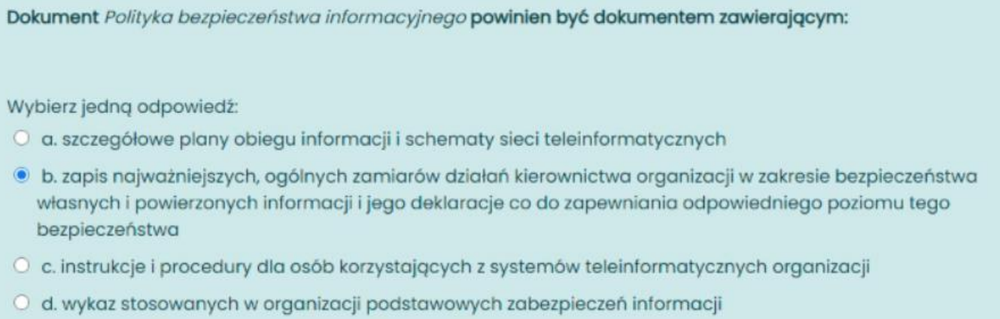 Dokument Polityka bezpieczeństwa informacyjnego powinien być dokumentem zawierającym:
Wybierz jedną odpowiedź:
a. szczegółowe plany obiegu informacji i schematy sieci teleinformatycznych
b. zapis najważniejszych, ogólnych zamiarów działań kierownictwa organizacji w zakresie bezpieczeństwa
własnych i powierzonych informacji i jego deklaracje co do zapewniania odpowiedniego poziomu tego
bezpieczeństwa
c. instrukcje i procedury dla osób korzystających z systemów teleinformatycznych organizacji
d. wykaz stosowanych w organizacji podstawowych zabezpieczeń informacji